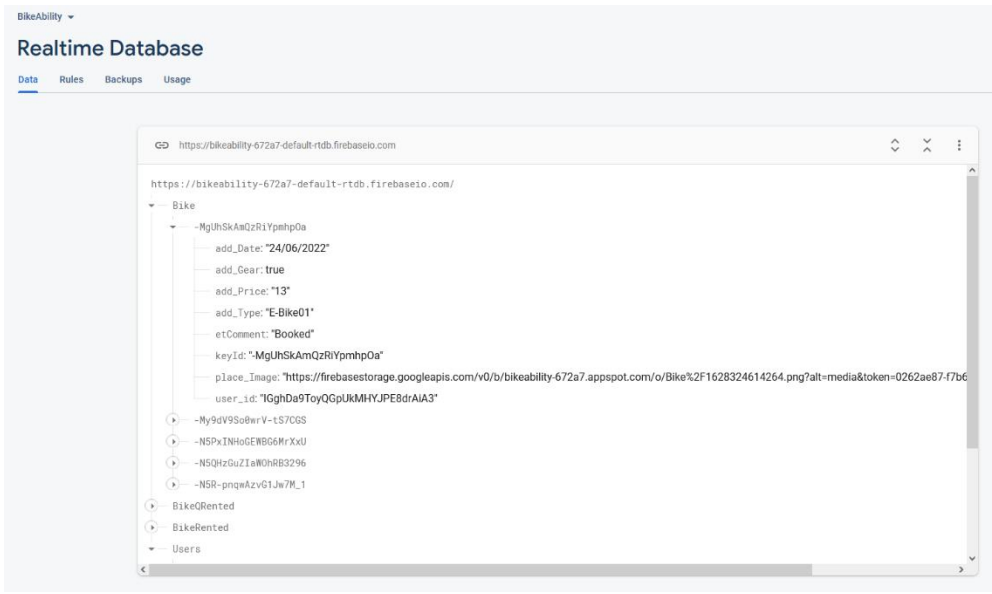 BikeAbility
Realtime Database
Data Rules Backups Usage
https://bikeability-672a7-default-rtdb.firebaseio.com
https://bikeability-672a7-default-rtdb.firebaseio.com/
Bike
-MgUhSkAmQzRiYpmhpOa
add_Date: "24/06/2022"
add_Gear: true
add_Price: "13"
add_Type: "E-Bike01"
etComment: "Booked"
keyId: "-MgUhSkAmQzRiYpmhpOa"
place_Image: "https://firebasestorage.googleapis.com/v0/b/bikeability-672a7.appspot.com/o/Bike%2F1628324614264.png?alt=media&token=0262ae87-f7b6
user_id: "IGghDa9ToyQGpUkMHYJPE8drAiA3"
-My9dV9So0wrV-tS7CGS
-N5PxINHoGEWBG6MrXxU
-N5QHzGuZIaWOhRB3296
-N5R-pnqwAzvG1Jw7M_1
BikeQRented
BikeRented
Users